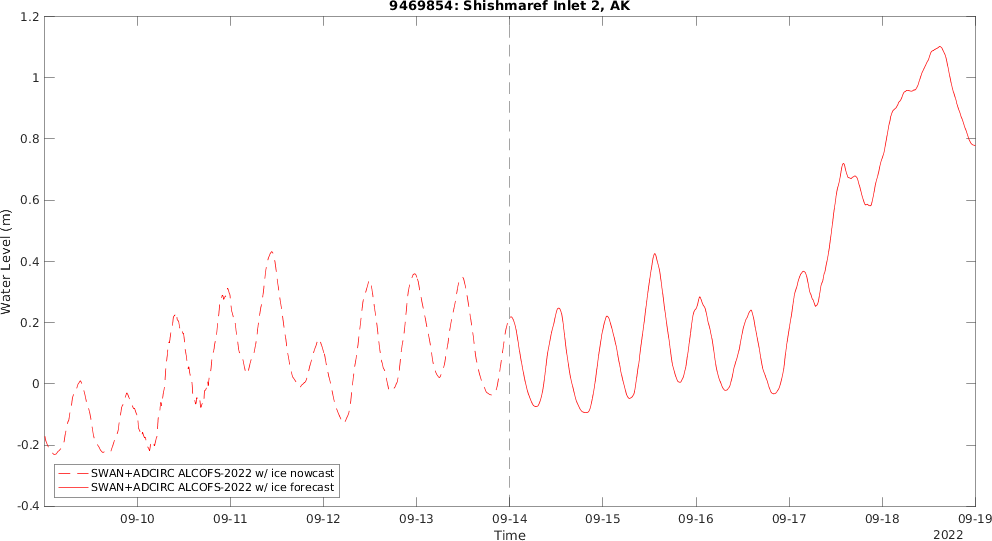 9469854: Shishmaref Inlet 2, AK
1.2
1
0.8
0.6
0.4
0.2
0
-0.2
-0.4
Water Level (m)
SWAN+ADCIRC ALCOFS-2022 w/ ice nowcast
SWAN+ADCIRC ALCOFS-2022 w/ ice forecast
09-10 09-11 09-12 09-13 09-14 09-15 09-16 09-17 09-18 09-19
Time
2022